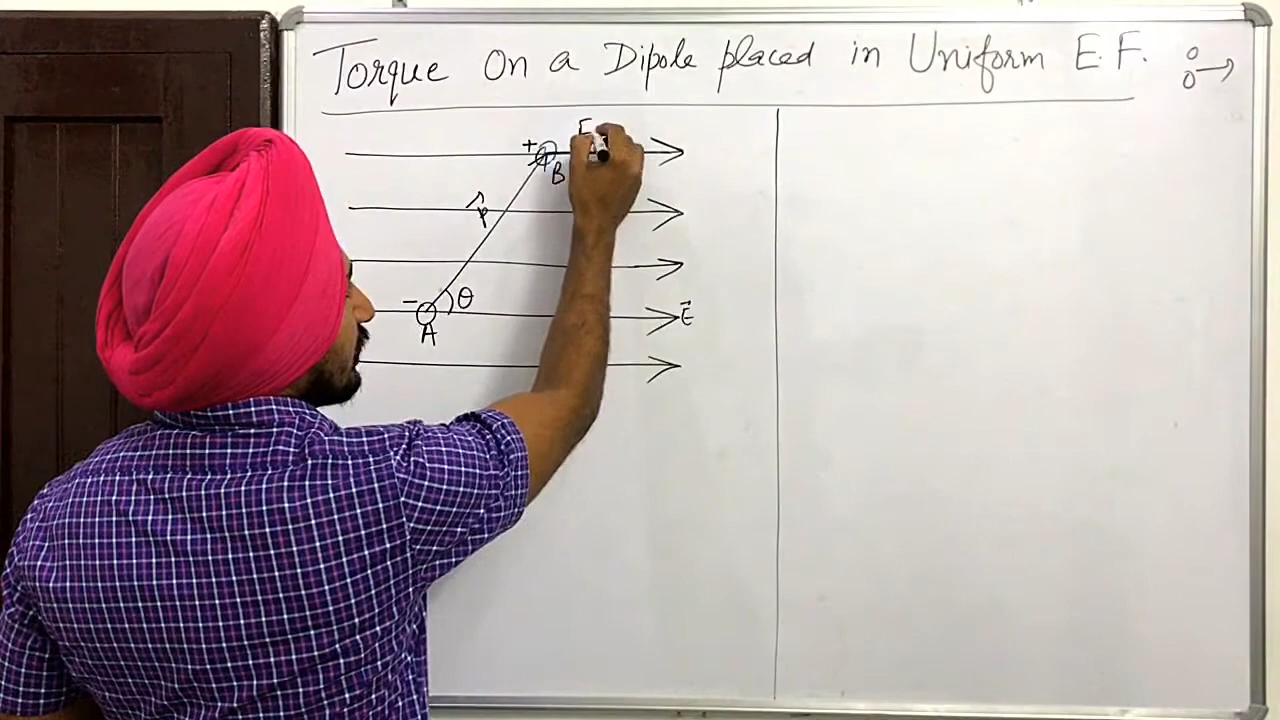 Torque On a Dipole placed in Uniform E.F.
+
B
p
- θ
A
E